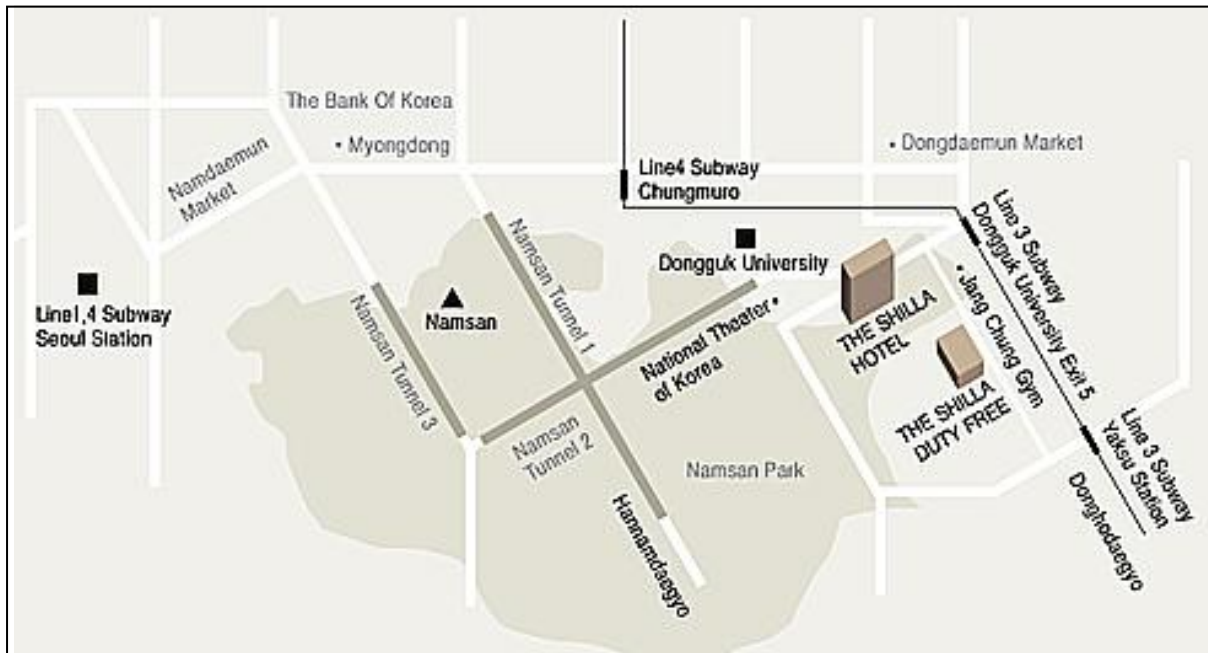 The Bank Of Korea
• Myongdong
• Dongdaemun Market
Namdaemun
Market
Line4 Subway
Chungmuro
Line 3 Subway
Dongguk University Exit 5
Namsan Tunnel 1
Dongguk University
Line1,4 Subway
Seoul Station
Namsan
Namsan Tunnel 3
National Theater •
of Korea
THE SHILLA
HOTEL
• Jang Chung Gym
THE SHILLA
DUTY FREE
Namsan
Tunnel 2
Namsan Park
Line 3 Subway
Yaksu Station
Hannamdaegyo
Donghodaegyo